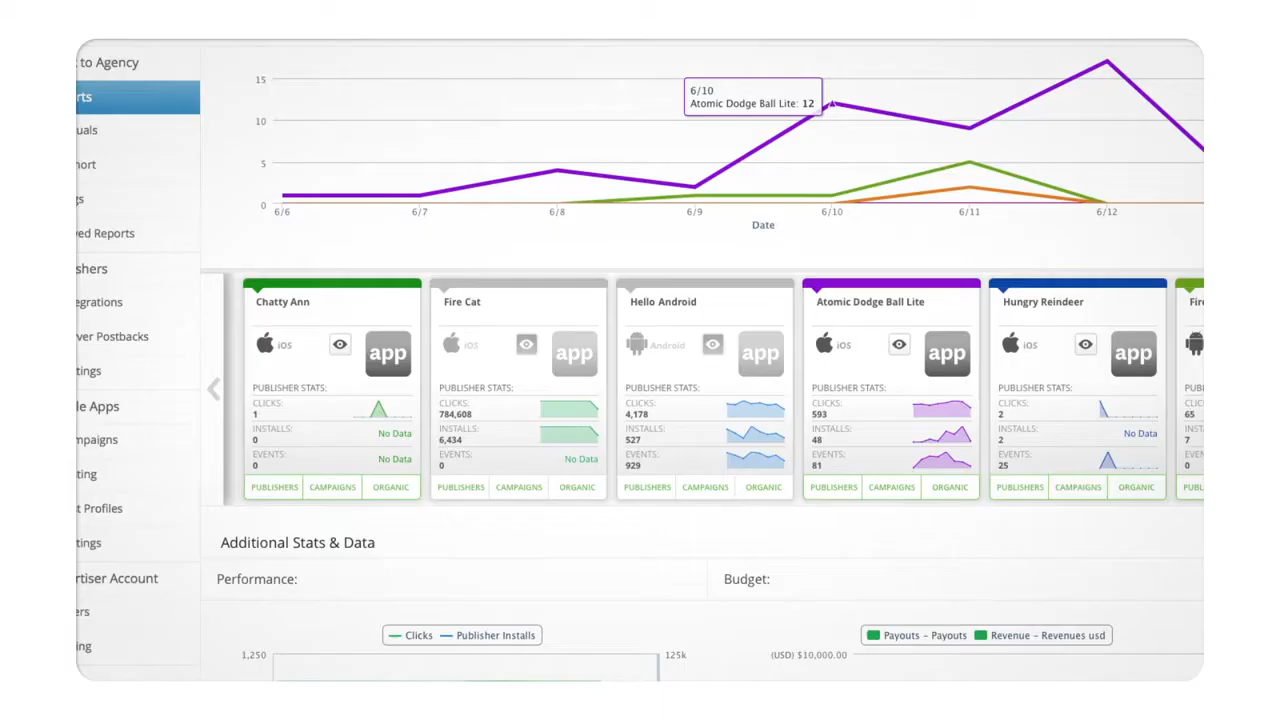 to Agency
rts
uals
ort
gs
ed Reports
shers
egrations
ver Postbacks
tings
le Apps
mpaigns
ting
t Profiles
tings
rtiser Account
ers
ing
15
10
5
0
6/10
Atomic Dodge Ball Lite: 12
6/6 6/7 6/8 6/9 6/10 6/11 6/12
Date
Chatty Ann
iOS
app
PUBLISHER STATS:
CLICKS:
1
INSTALLS:
0
No Data
EVENTS:
0
No Data
PUBLISHERS CAMPAIGNS ORGANIC
Fire Cat
iOS
app
PUBLISHER STATS:
CLICKS:
784,608
INSTALLS:
6,434
EVENTS:
0
No Data
PUBLISHERS CAMPAIGNS ORGANIC
Hello Android
Android
app
PUBLISHER STATS:
CLICKS:
4,178
INSTALLS:
527
EVENTS:
929
PUBLISHERS CAMPAIGNS ORGANIC
Atomic Dodge Ball Lite
iOS
app
PUBLISHER STATS:
CLICKS:
593
INSTALLS:
48
EVENTS:
81
PUBLISHERS CAMPAIGNS ORGANIC
Hungry Reindeer
iOS
app
PUBLISHER STATS:
CLICKS:
2
INSTALLS:
2
No Data
EVENTS:
25
PUBLISHERS CAMPAIGNS ORGANIC
Fir
PUBL
CLIC
65
INST
7
EVEN
0
PUBL
Additional Stats & Data
Performance:
Budget:
Clicks Publisher Installs
1,250
125k
Payouts - Payouts Revenue - Revenues usd
(USD) $10,000.00